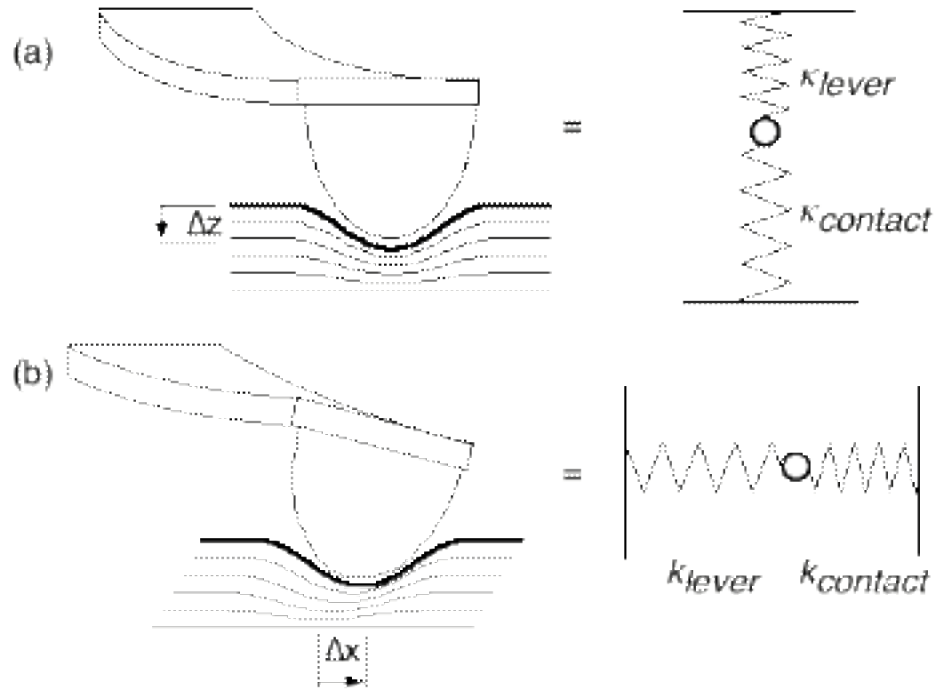 (a)
Δz
=
κlever
κcontact
(b)
Δx
=
klever kcontact